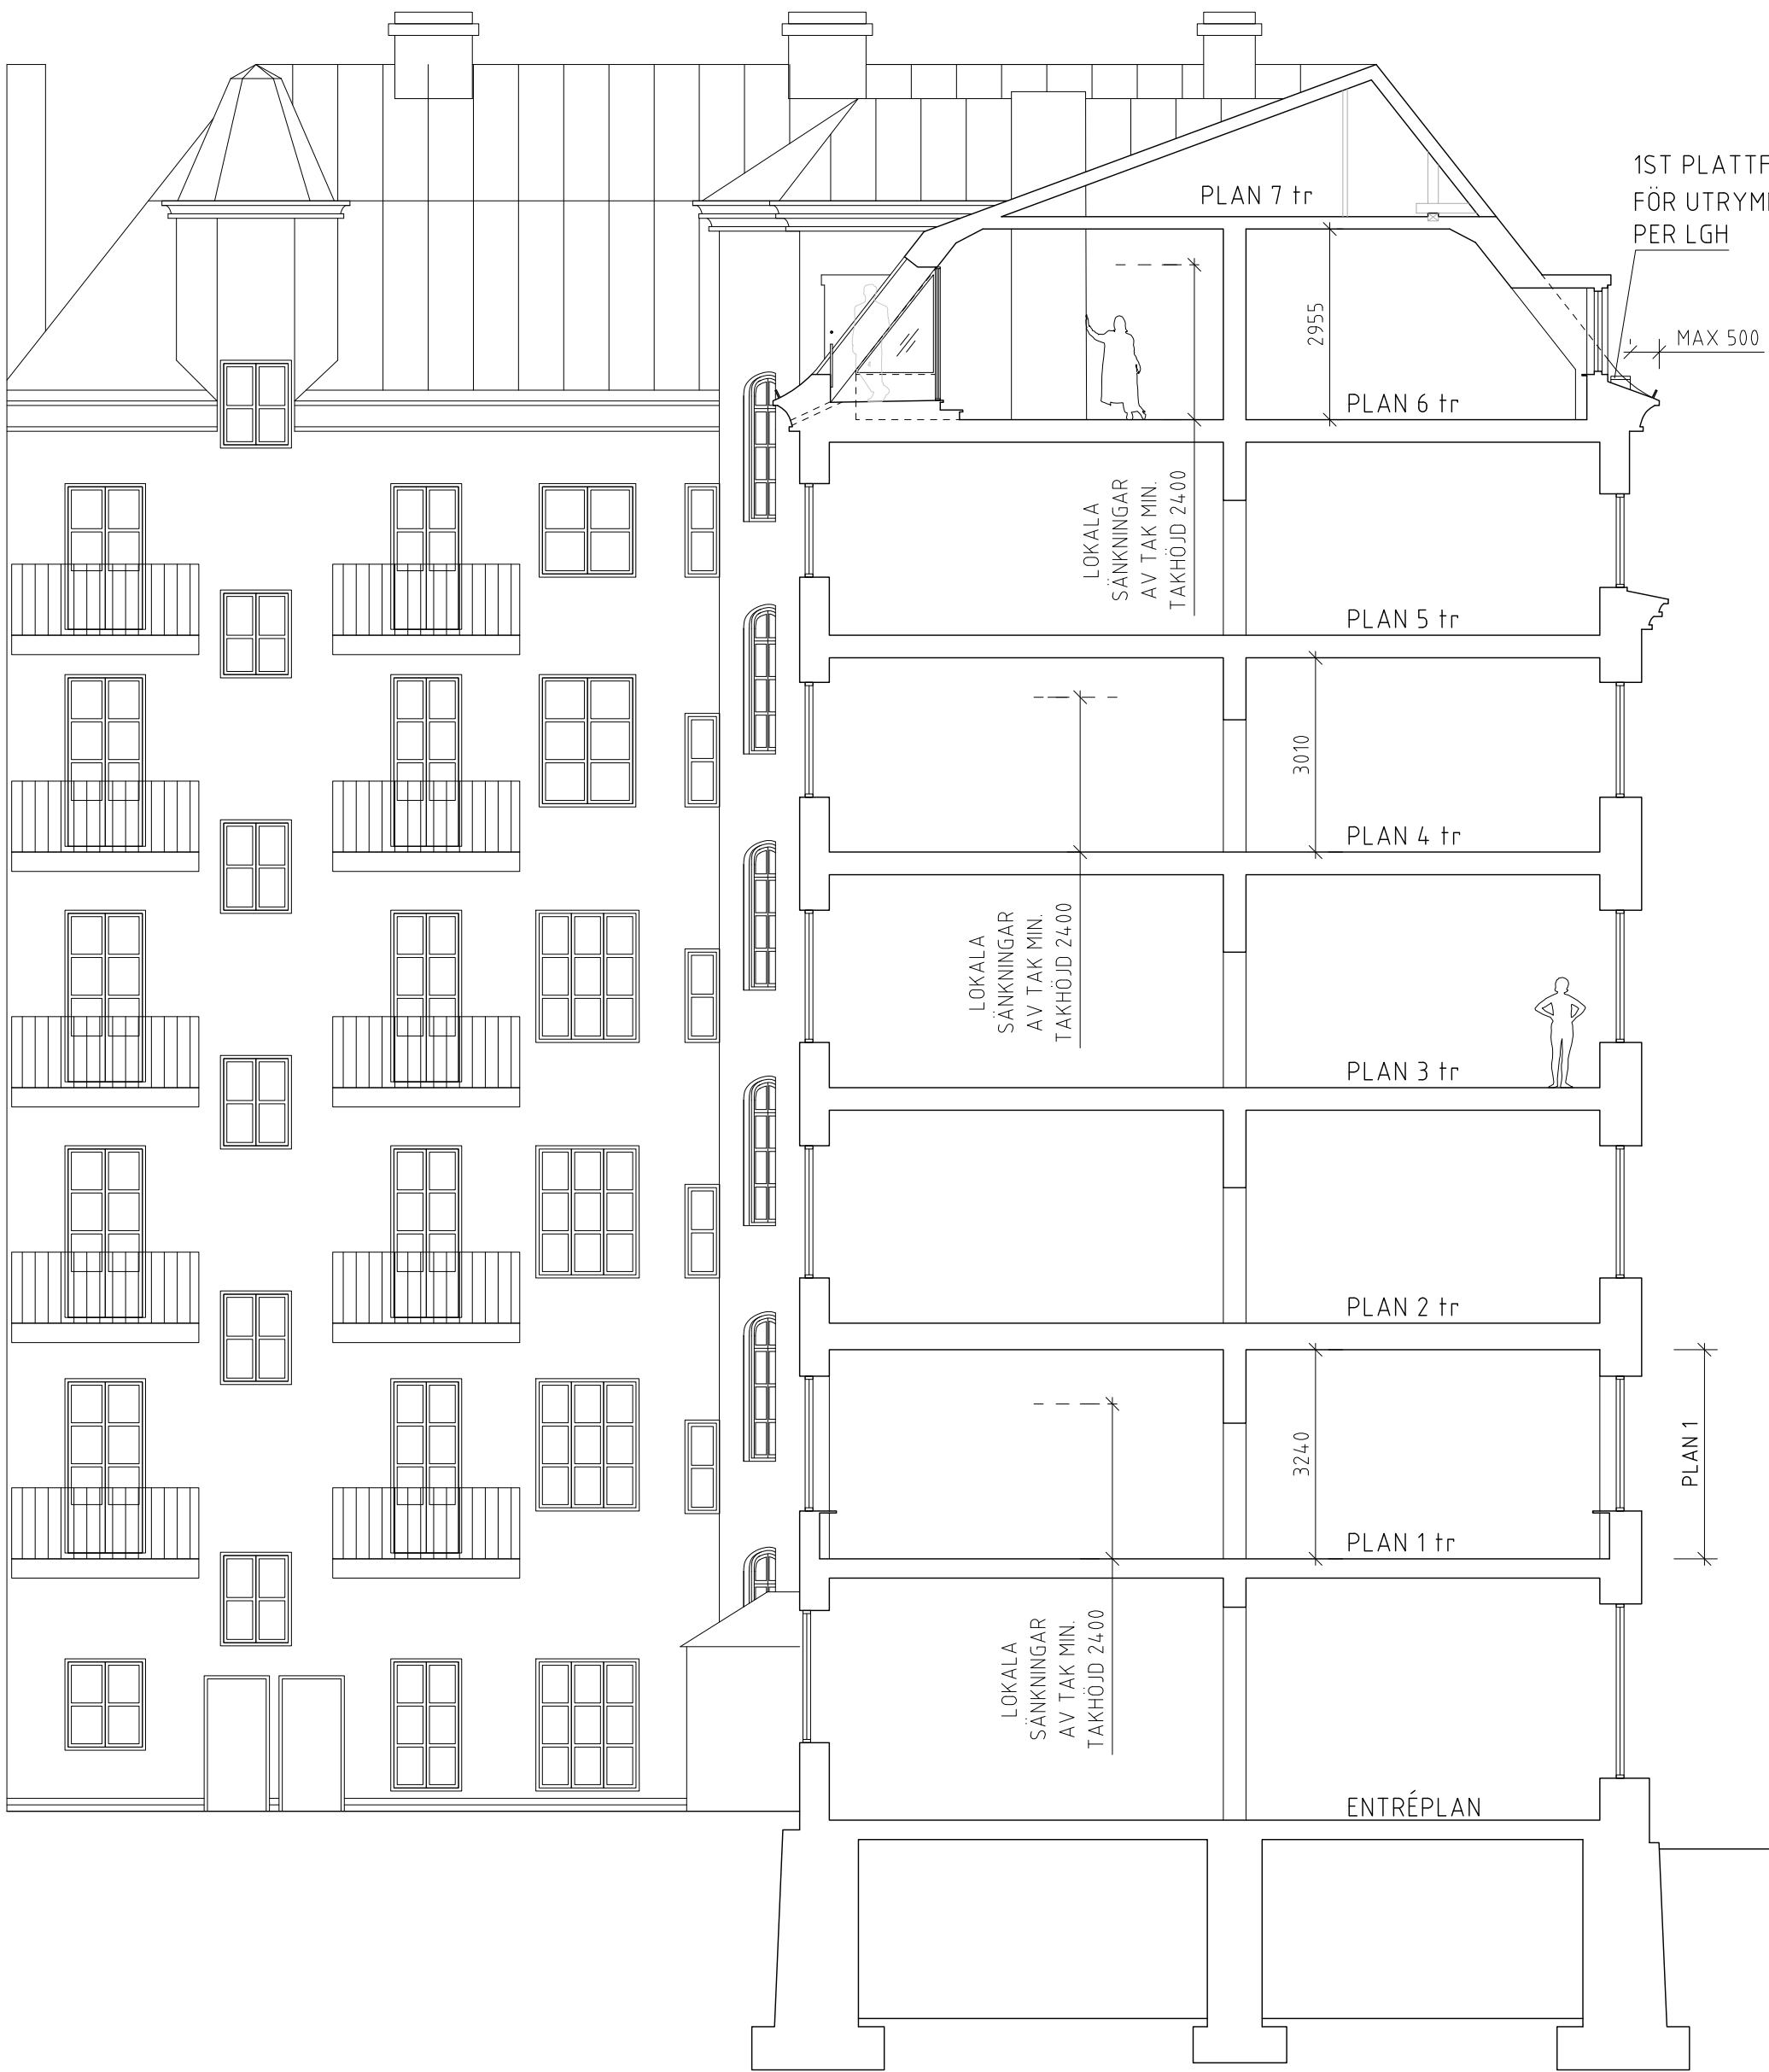 1ST PLATTF
FÖR UTRYM
PER LGH
PLAN 7 tr
MAX 500
2955
PLAN 6 tr
LOKALA
SÄNKNINGAR
AV TAK MIN.
TAKHÖJD 2400
PLAN 5 tr
3010
PLAN 4 tr
LOKALA
SÄNKNINGAR
AV TAK MIN.
TAKHÖJD 2400
PLAN 3 tr
PLAN 2 tr
PLAN 1
3240
PLAN 1 tr
LOKALA
SÄNKNINGAR
AV TAK MIN.
TAKHÖJD 2400
ENTRÉPLAN